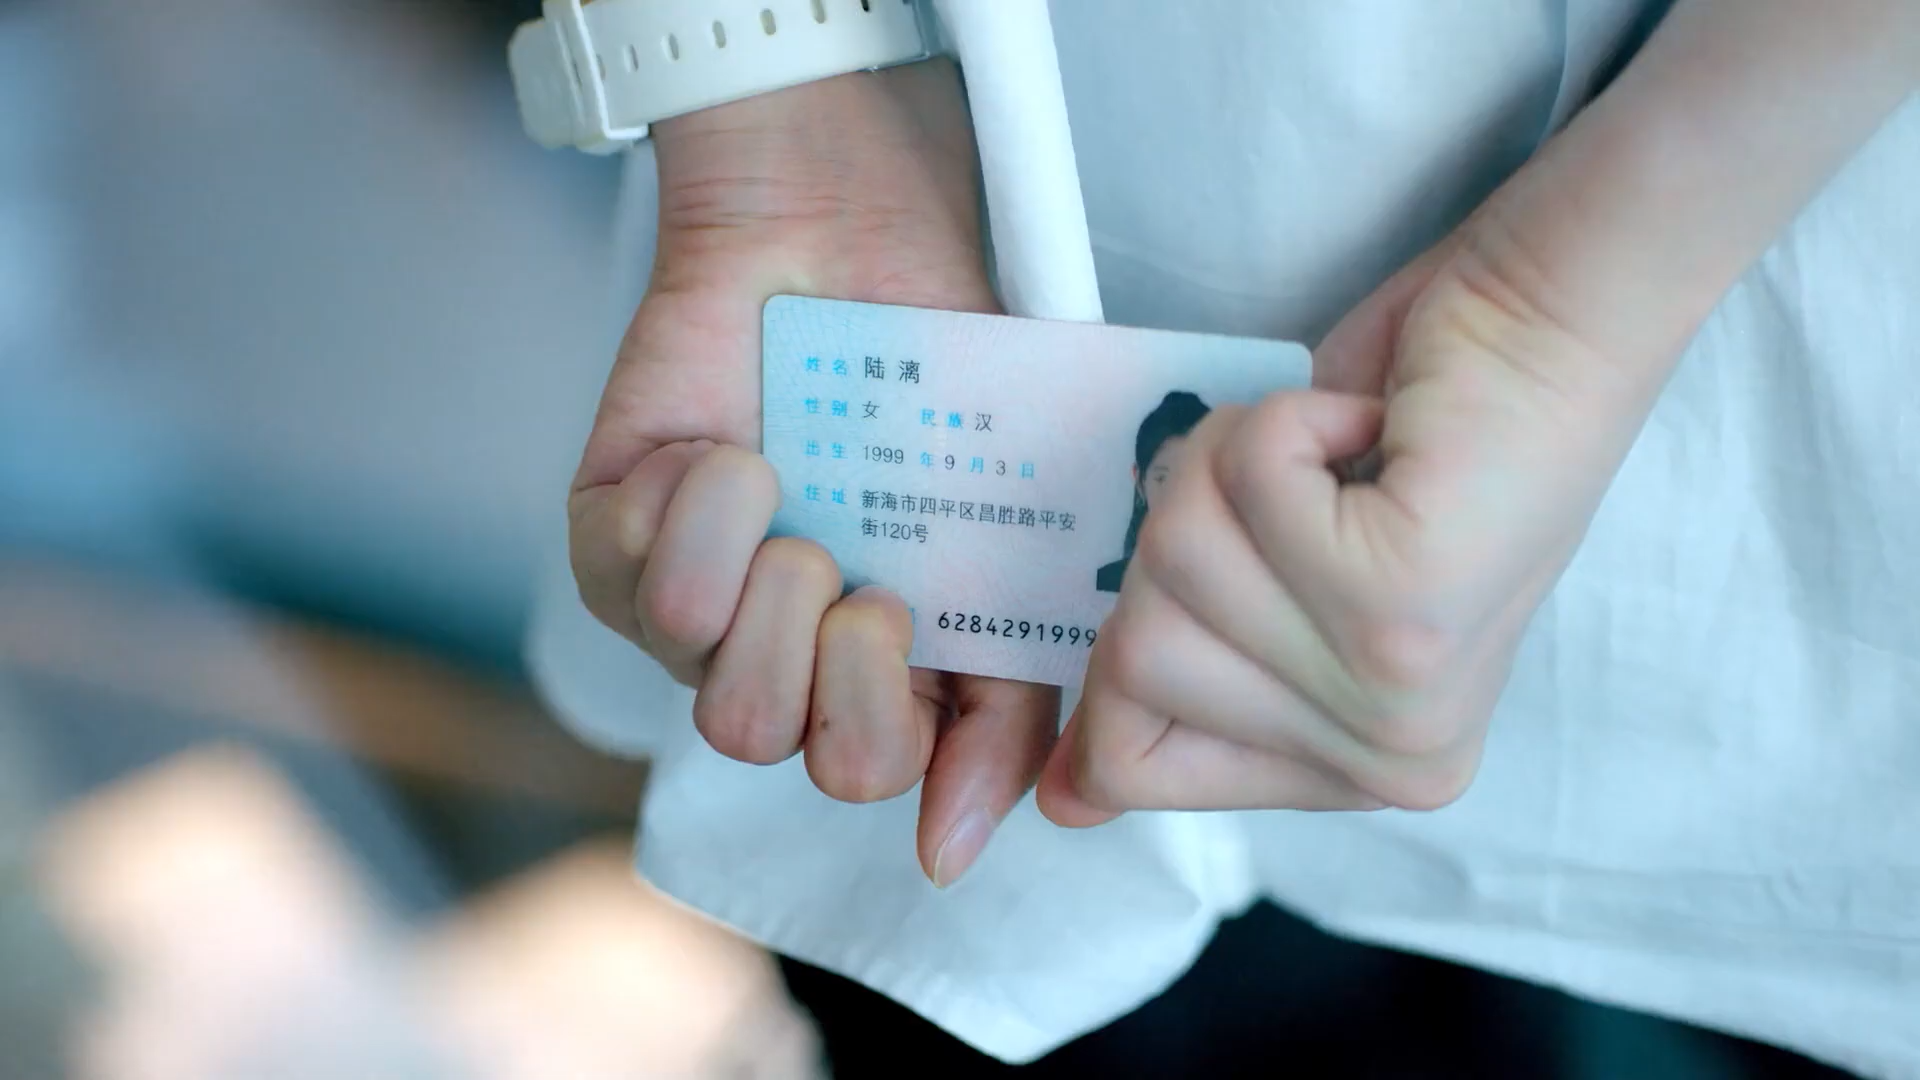 姓名 陆漓
性别 女 民族 汉
出生 1999 年 9 月 3 日
住址 新海市四平区昌胜路平安
街120号
6284291999